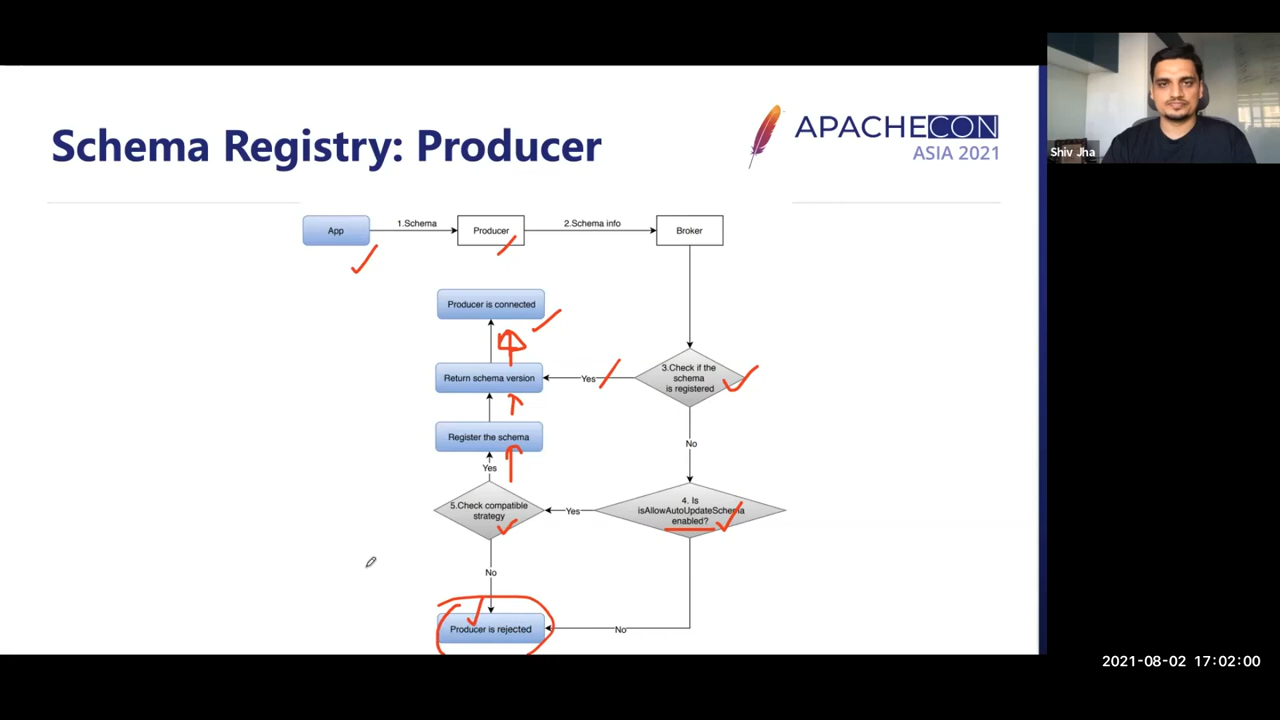 Schema Registry: Producer
APACHECON
ASIA 2021
Shiv Jha
App
1.Schema
Producer
2.Schema info
Broker
Producer is connected
Return schema version
Yes
3.Check if the
schema
is registered
Register the schema
No
Yes
5.Check compatible
strategy
Yes
4. Is
isAllowAutoUpdateSchema
enabled?
No
Producer is rejected
No
2021-08-02 17:02:00